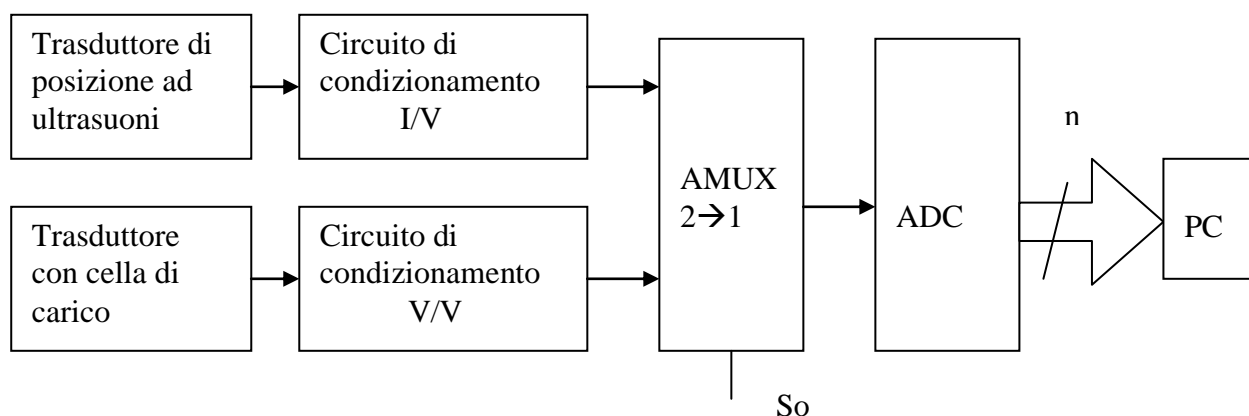 Trasduttore di
posizione ad
ultrasuoni
Circuito di
condizionamento
I/V
Trasduttore
con cella di
carico
Circuito di
condizionamento
V/V
AMUX
2→1
So
ADC
n
PC